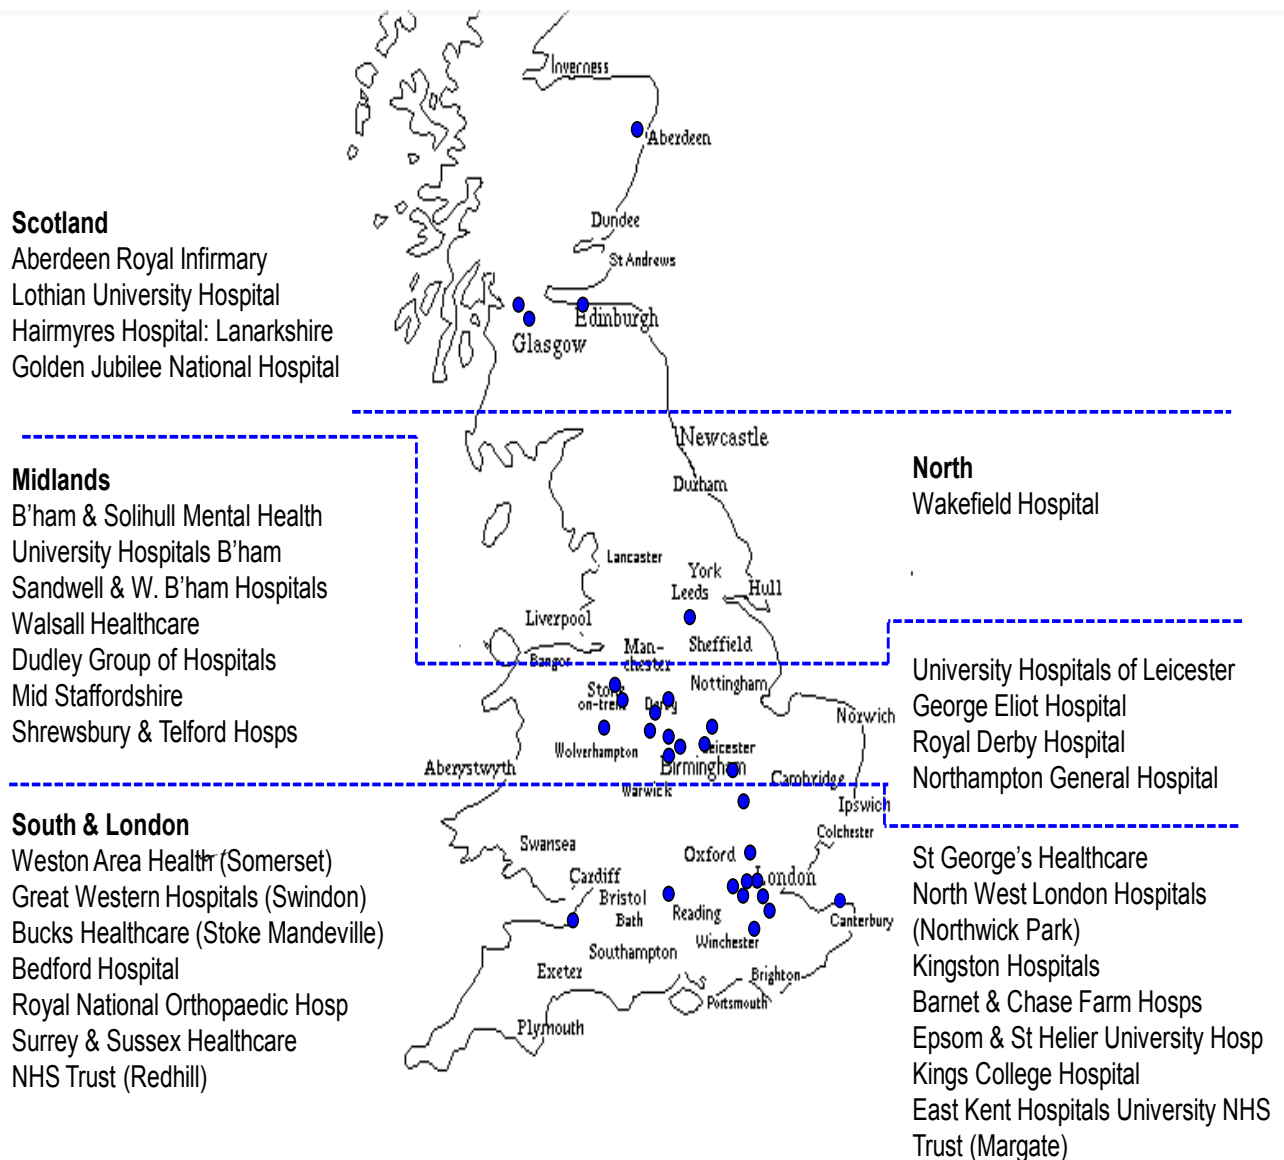 Inverness
Aberdeen
Dundee
St Andrews
Edinburgh
Glasgow
Scotland
Aberdeen Royal Infirmary
Lothian University Hospital
Hairmyres Hospital: Lanarkshire
Golden Jubilee National Hospital
Newcastle
Durham
Lancaster
York
Leeds
Hull
Liverpool
Man-
chester
Sheffield
Bangor
Midlands
B'ham & Solihull Mental Health
University Hospitals B'ham
Sandwell & W. B'ham Hospitals
Walsall Healthcare
Dudley Group of Hospitals
Mid Staffordshire
Shrewsbury & Telford Hosps
North
Wakefield Hospital
University Hospitals of Leicester
George Eliot Hospital
Royal Derby Hospital
Northampton General Hospital
Stoke
on-trent
Derby
Nottingham
Norwich
Wolverhampton
Leicester
Birmingham
Aberystwyth
Warwick
Cambridge
Ipswich
Colchester
Swansea
Oxford
Cardiff
London
Bristol
Bath
Reading
Canterbury
Winchester
Southampton
Exeter
Brighton
Portsmouth
Plymouth
South & London
Weston Area Health (Somerset)
Great Western Hospitals (Swindon)
Bucks Healthcare (Stoke Mandeville)
Bedford Hospital
Royal National Orthopaedic Hosp
Surrey & Sussex Healthcare
NHS Trust (Redhill)
St George's Healthcare
North West London Hospitals
(Northwick Park)
Kingston Hospitals
Barnet & Chase Farm Hosps
Epsom & St Helier University Hosp
Kings College Hospital
East Kent Hospitals University NHS
Trust (Margate)